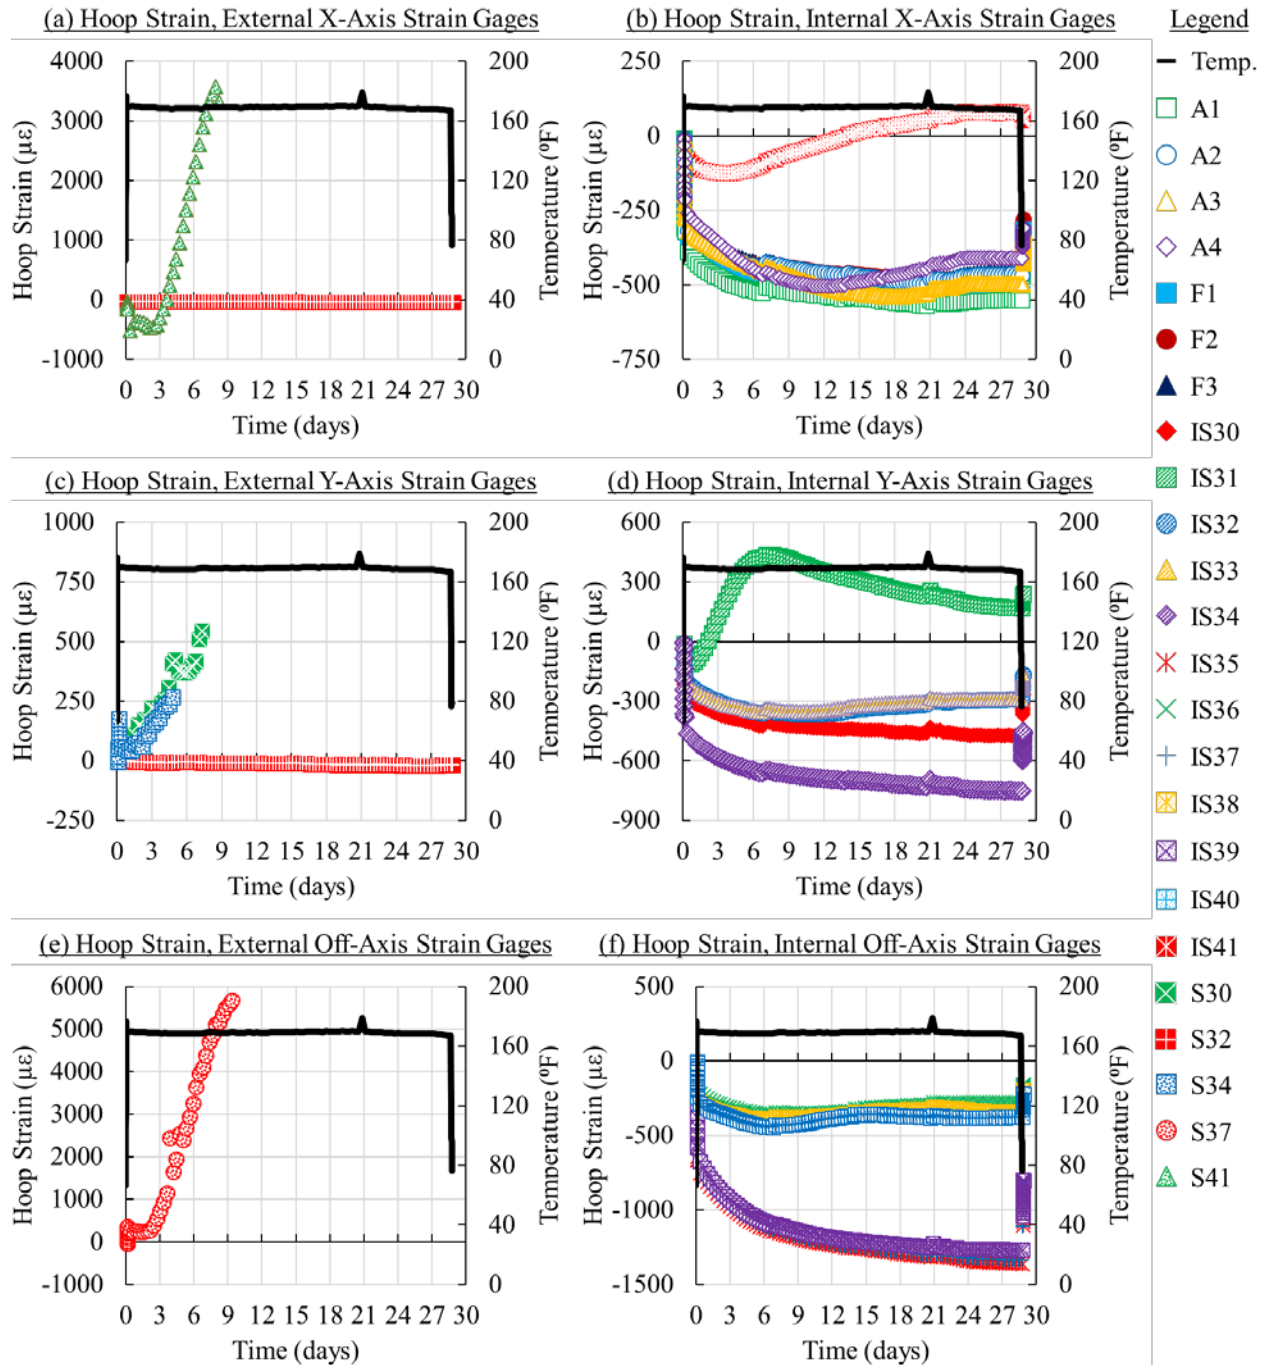 (a) Hoop Strain, External X-Axis Strain Gages
(b) Hoop Strain, Internal X-Axis Strain Gages
Legend
Hoop Strain (με)
4000
3000
2000
1000
0
-1000
200
160
120
80
40
0
Temperature (°F)
0 3 6 9 12 15 18 21 24 27 30
Time (days)
Hoop Strain (με)
250
0
-250
-500
-750
200
160
120
80
40
0
Temperature (°F)
0 3 6 9 12 15 18 21 24 27 30
Time (days)
(c) Hoop Strain, External Y-Axis Strain Gages
(d) Hoop Strain, Internal Y-Axis Strain Gages
Hoop Strain (με)
1000
750
500
250
0
-250
200
160
120
80
40
0
Temperature (°F)
0 3 6 9 12 15 18 21 24 27 30
Time (days)
Hoop Strain (με)
600
300
0
-300
-600
-900
200
160
120
80
40
0
Temperature (°F)
0 3 6 9 12 15 18 21 24 27 30
Time (days)
(e) Hoop Strain, External Off-Axis Strain Gages
(f) Hoop Strain, Internal Off-Axis Strain Gages
Hoop Strain (με)
6000
5000
4000
3000
2000
1000
0
-1000
200
160
120
80
40
0
Temperature (°F)
0 3 6 9 12 15 18 21 24 27 30
Time (days)
Hoop Strain (με)
500
0
-500
-1000
-1500
200
160
120
80
40
0
Temperature (°F)
0 3 6 9 12 15 18 21 24 27 30
Time (days)
Temp.
A1
A2
A3
A4
F1
F2
F3
IS30
IS31
IS32
IS33
IS34
IS35
IS36
IS37
IS38
IS39
IS40
IS41
S30
S32
S34
S37
S41